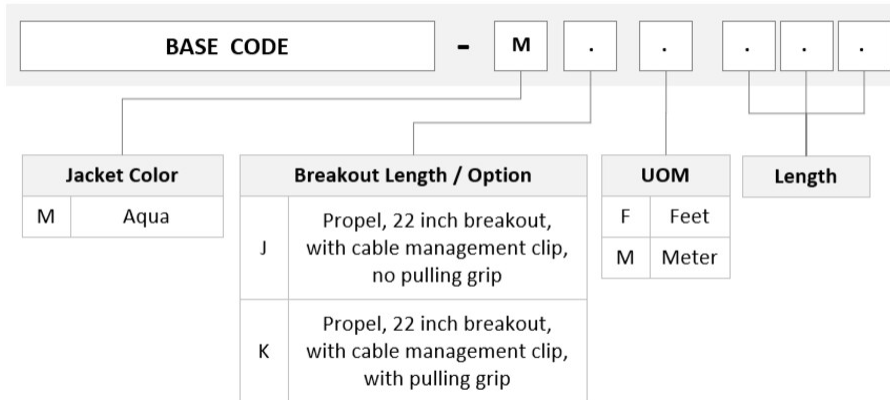 BASE CODE - M . . . . .
Jacket Color
M Aqua
Breakout Length / Option
J Propel, 22 inch breakout,
with cable management clip,
no pulling grip
K Propel, 22 inch breakout,
with cable management clip,
with pulling grip
UOM
F Feet
M Meter
Length